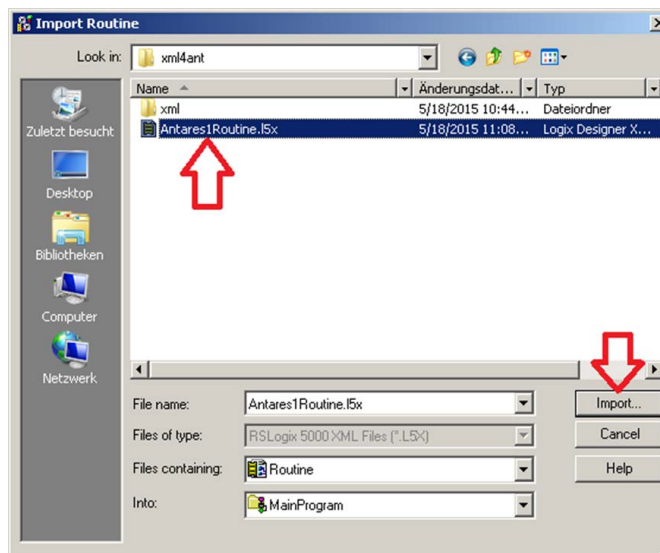 Import Routine
Look in: xml4ant
Name Änderungsdat... Typ
xml 5/18/2015 10:44... Dateiordner
Antares1Routine.l5x 5/18/2015 11:08... Logix Designer X...
Zuletzt besucht
Desktop
Bibliotheken
Computer
Netzwerk
File name: Antares1Routine.l5x Import...
Files of type: RSLogix 5000 XML Files (*.L5X) Cancel
Files containing: Routine Help
Into: MainProgram